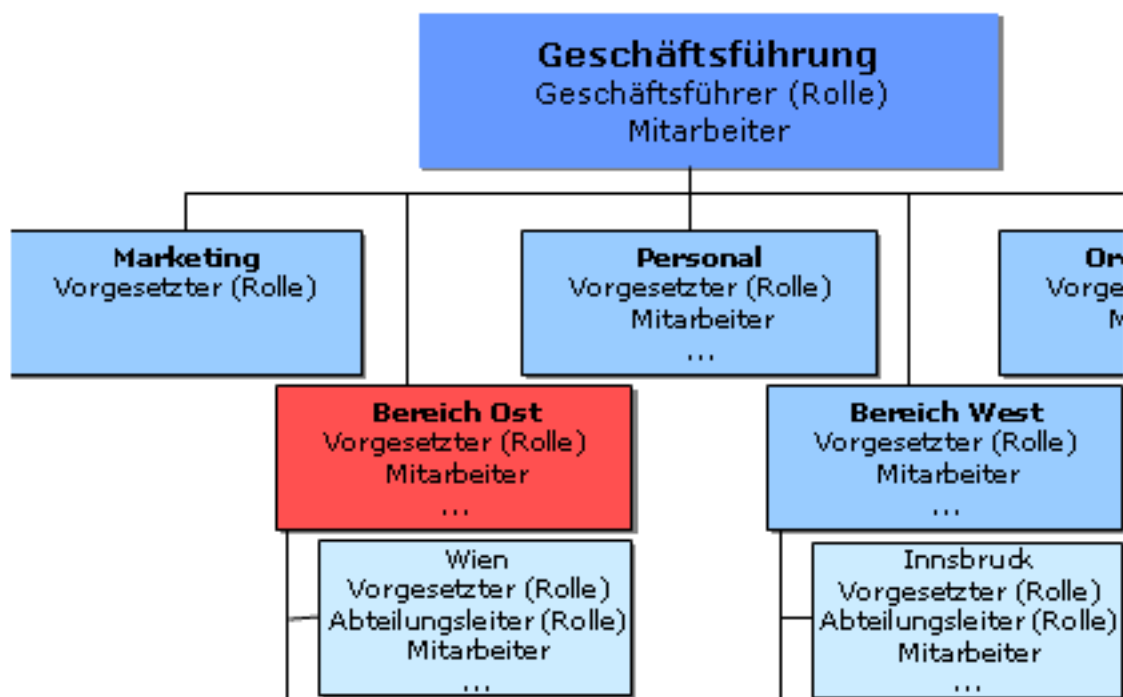 Geschäftsführung
Geschäftsführer (Rolle)
Mitarbeiter
Marketing
Vorgesetzter (Rolle)
Personal
Vorgesetzter (Rolle)
Mitarbeiter
...
Bereich Ost
Vorgesetzter (Rolle)
Mitarbeiter
...
Bereich West
Vorgesetzter (Rolle)
Mitarbeiter
...
Wien
Vorgesetzter (Rolle)
Abteilungsleiter (Rolle)
Mitarbeiter
...
Innsbruck
Vorgesetzter (Rolle)
Abteilungsleiter (Rolle)
Mitarbeiter
...